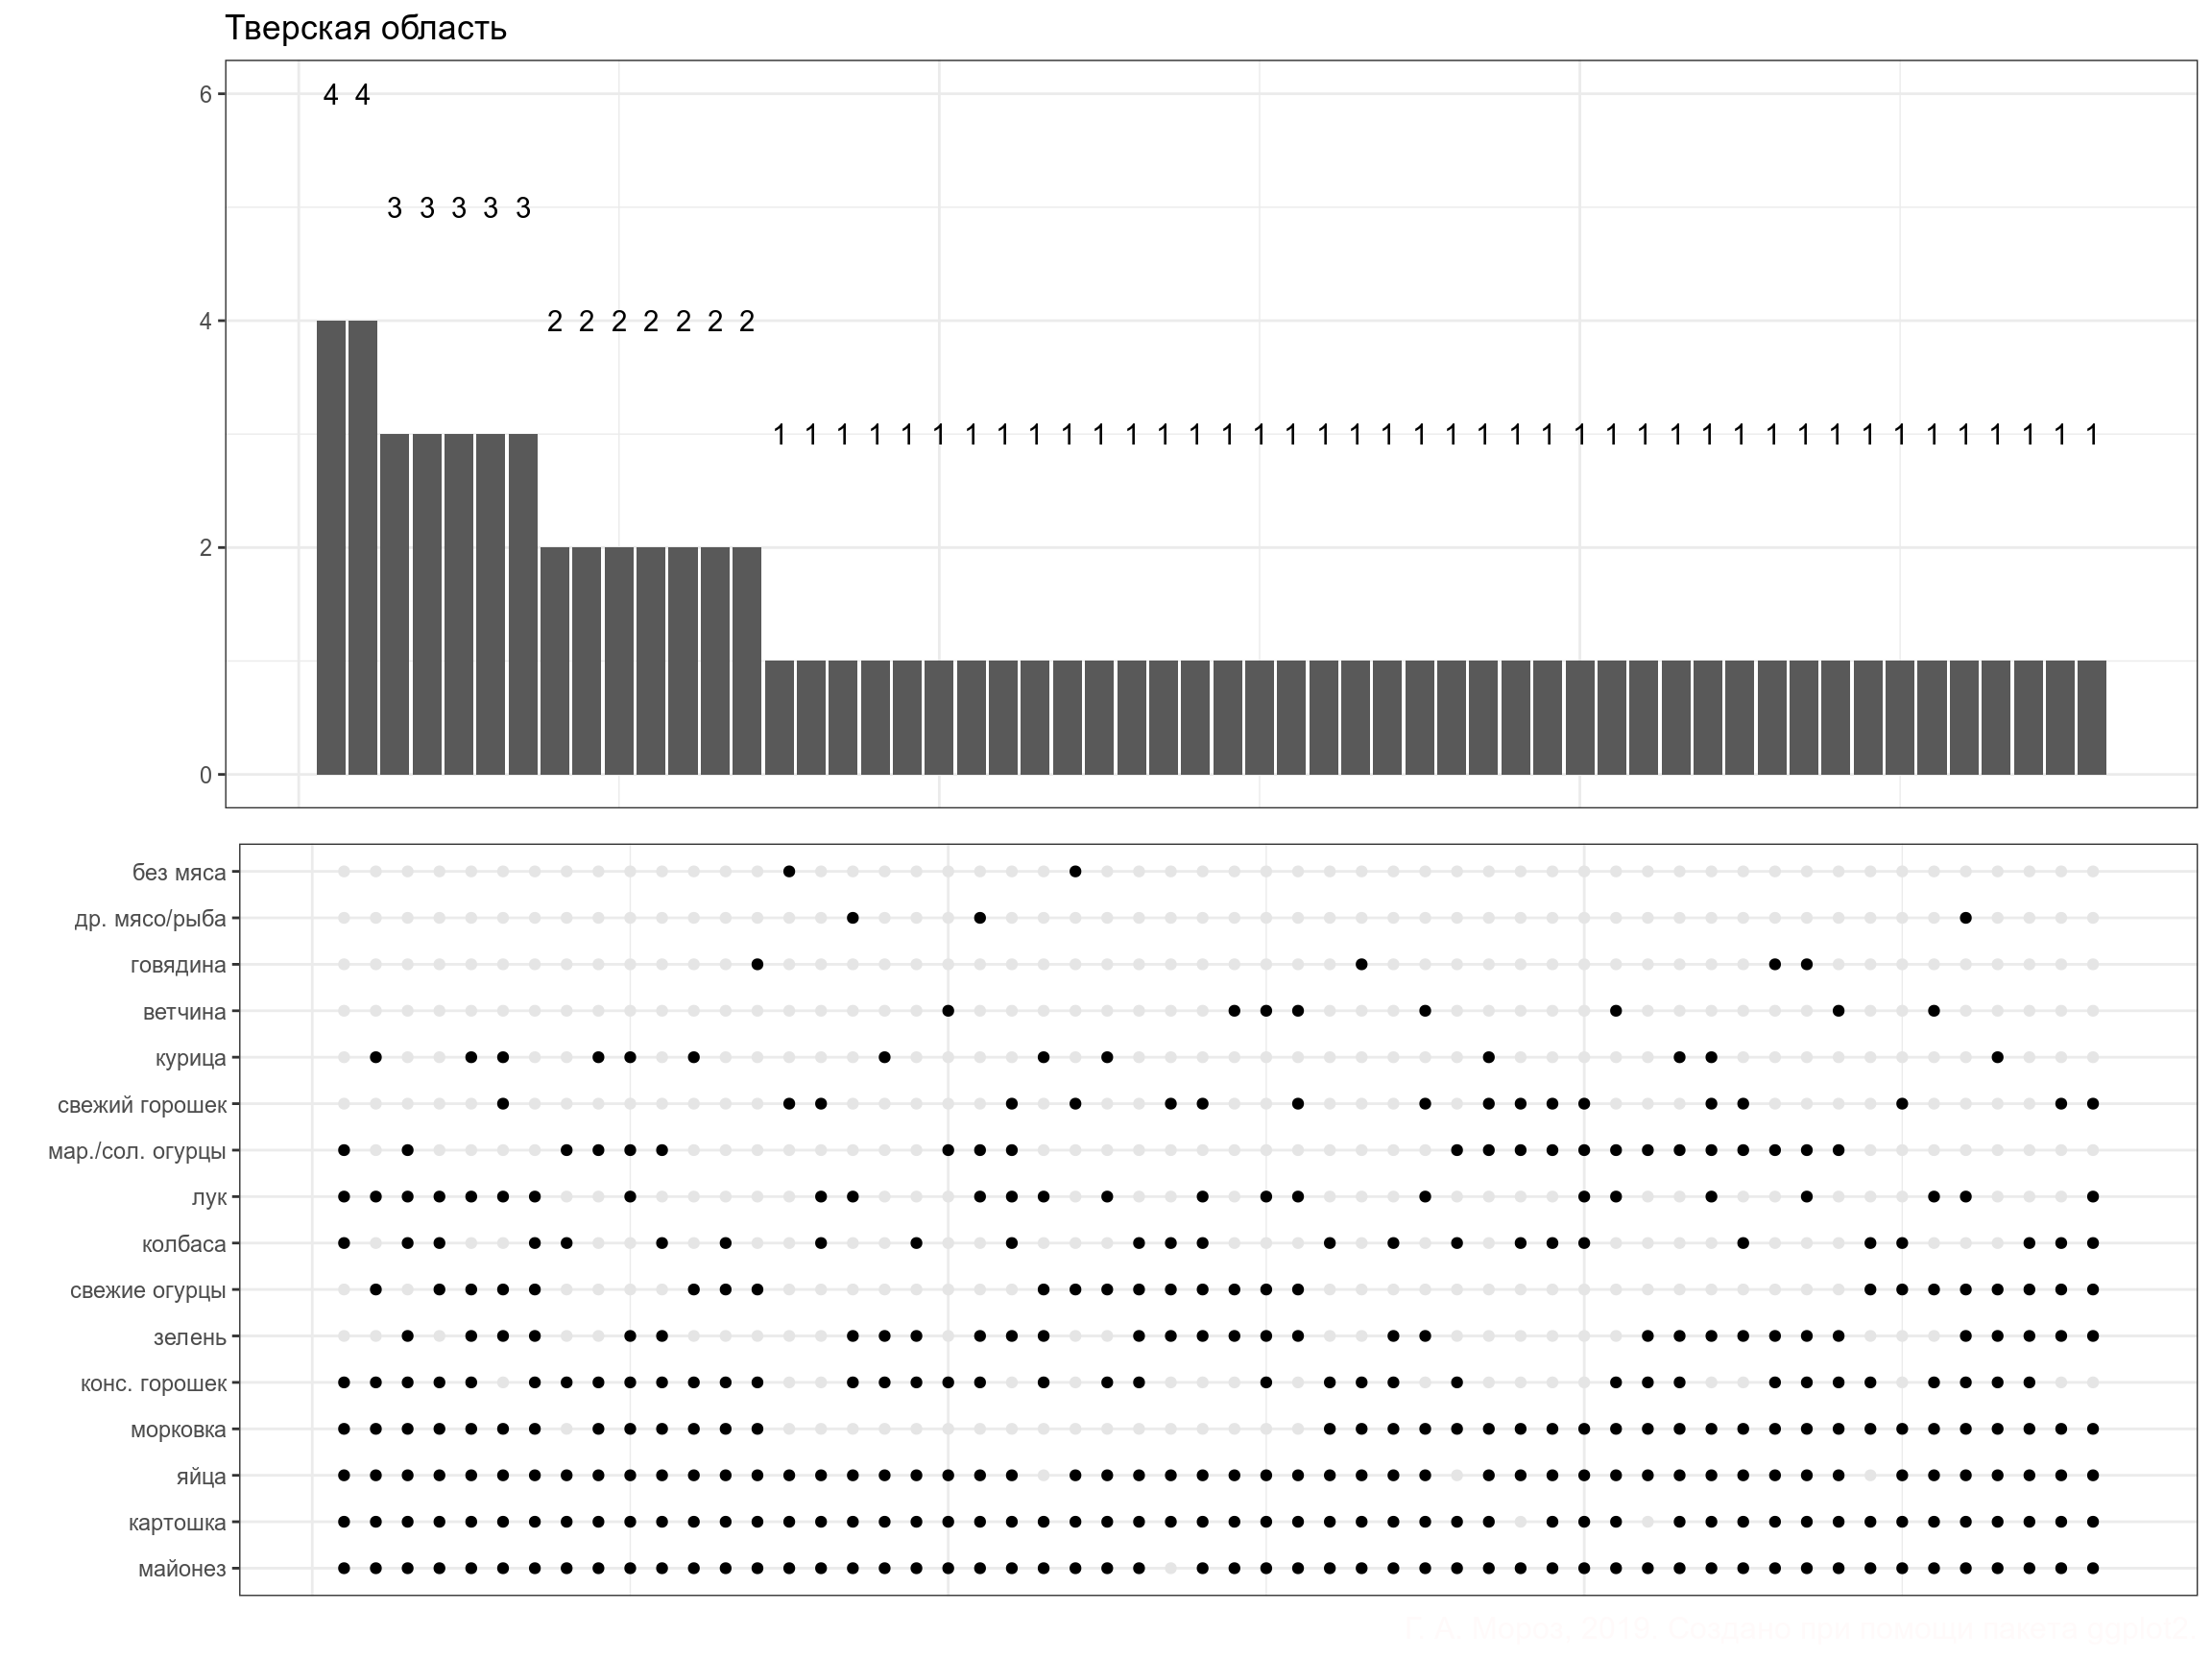 Тверская область
6 4 4
3 3 3 3 3
4 2 2 2 2 2 2 2
1 1 1 1 1 1 1 1 1 1 1 1 1 1 1 1 1 1 1 1 1 1 1 1 1 1 1 1 1 1 1 1 1 1 1 1 1 1 1 1 1 1
2
0
без мяса
др. мясо/рыба
говядина
ветчина
курица
свежий горошек
мар./сол. огурцы
лук
колбаса
свежие огурцы
зелень
конс. горошек
морковка
яйца
картошка
майонез
Г. А. Мороз, 2019. Создано при помощи пакета ggplot2.